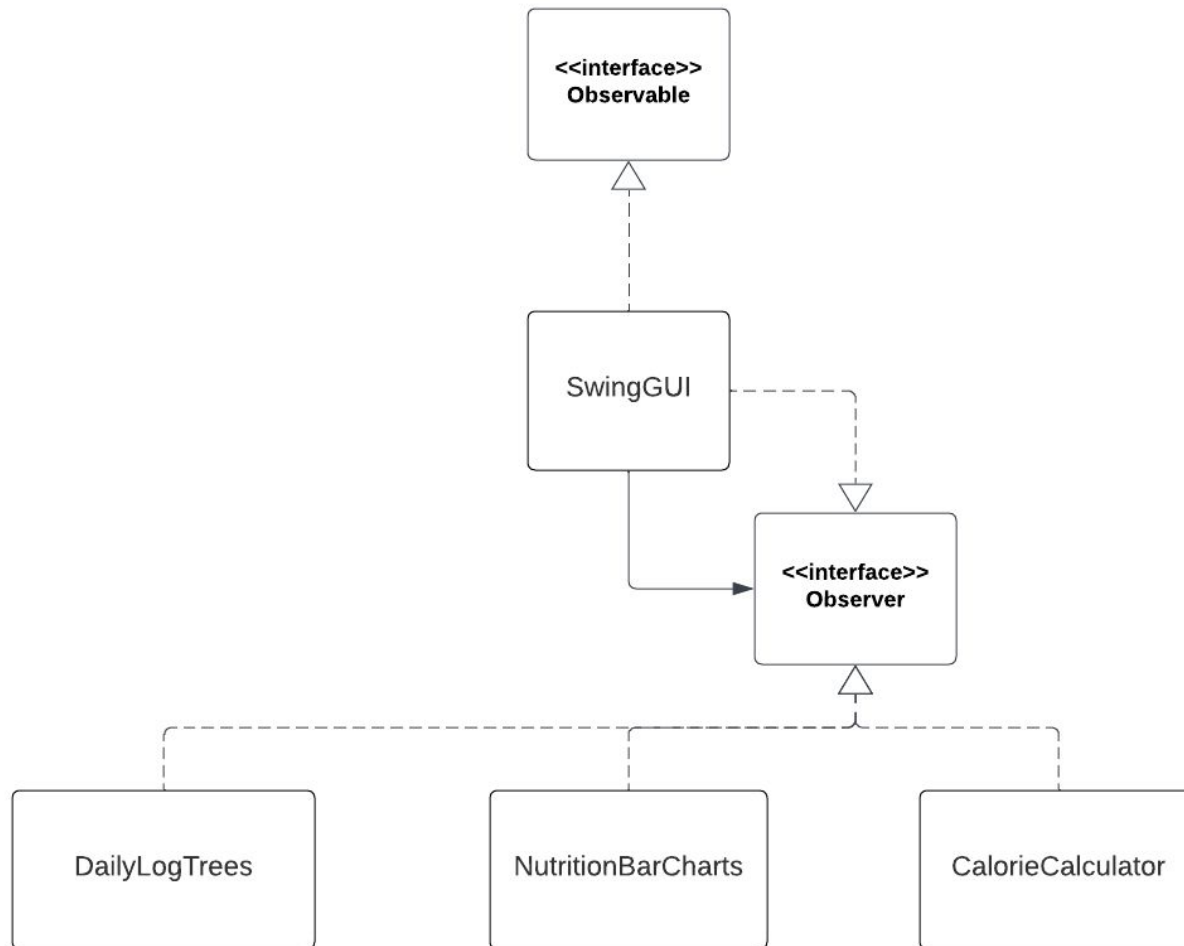 <<interface>>
Observable
SwingGUI
<<interface>>
Observer
DailyLogTrees
NutritionBarCharts
CalorieCalculator